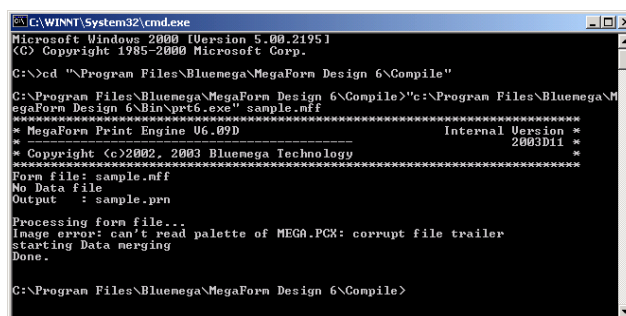 C:\WINNT\System32\cmd.exe
Microsoft Windows 2000 [Version 5.00.2195]
(C) Copyright 1985-2000 Microsoft Corp.
C:\>cd "\Program Files\Bluemega\MegaForm Design 6\Compile"
C:\Program Files\Bluemega\MegaForm Design 6\Compile>"c:\Program Files\Bluemega\M
egaForm Design 6\Bin\prt6.exe" sample.mff
********************************************************************************
* MegaForm Print Engine V6.09D Internal Version *
* --------------------------------------------- 2003D11 *
* Copyright (c)2002, 2003 Bluemega Technology *
********************************************************************************
Form file: sample.mff
No Data file
Output : sample.prn
Processing form file...
Image error: can't read palette of MEGA.PCX: corrupt file trailer
starting Data merging
Done.
C:\Program Files\Bluemega\MegaForm Design 6\Compile>